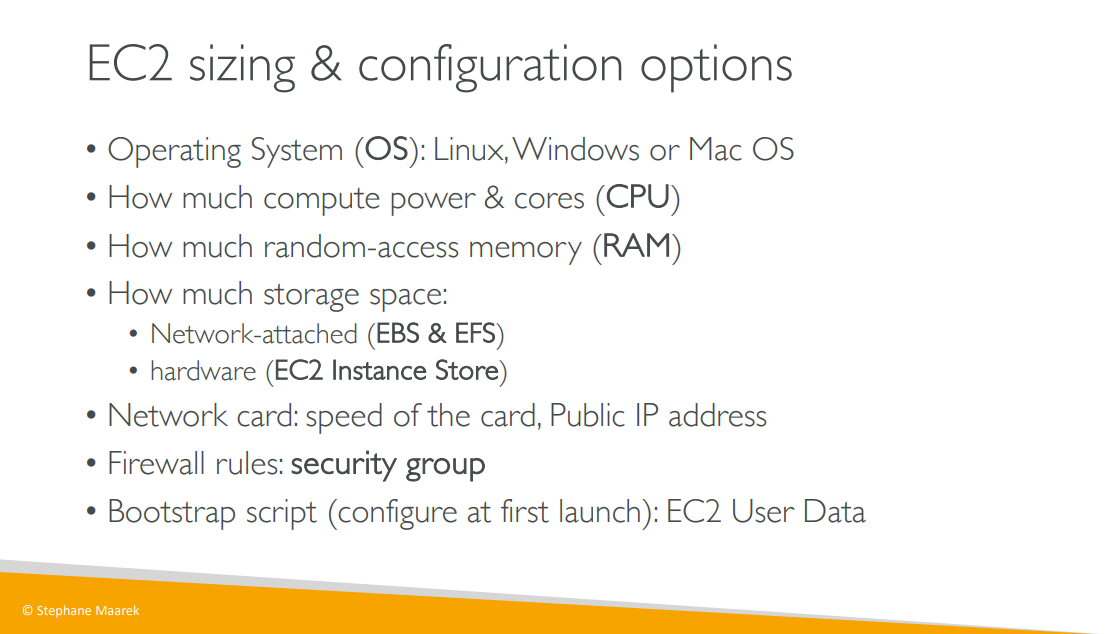 EC2 sizing & configuration options
• Operating System (OS): Linux, Windows or Mac OS
• How much compute power & cores (CPU)
• How much random-access memory (RAM)
• How much storage space:
• Network-attached (EBS & EFS)
• hardware (EC2 Instance Store)
• Network card: speed of the card, Public IP address
• Firewall rules: security group
• Bootstrap script (configure at first launch): EC2 User Data
© Stephane Maarek